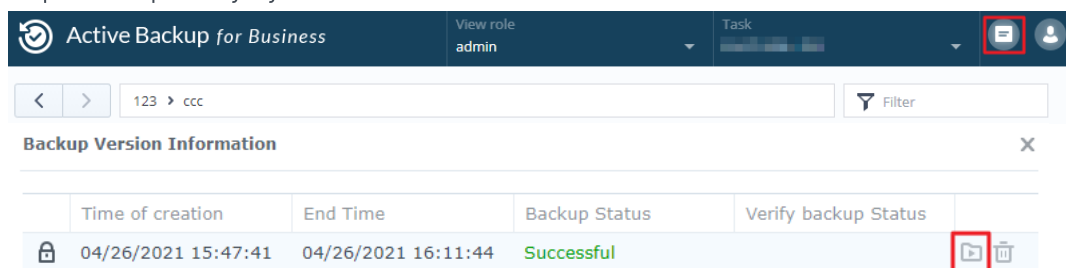 Active Backup for Business
View role
admin
Task
123 > ccc
Filter
Backup Version Information
Time of creation End Time Backup Status Verify backup Status
04/26/2021 15:47:41 04/26/2021 16:11:44 Successful